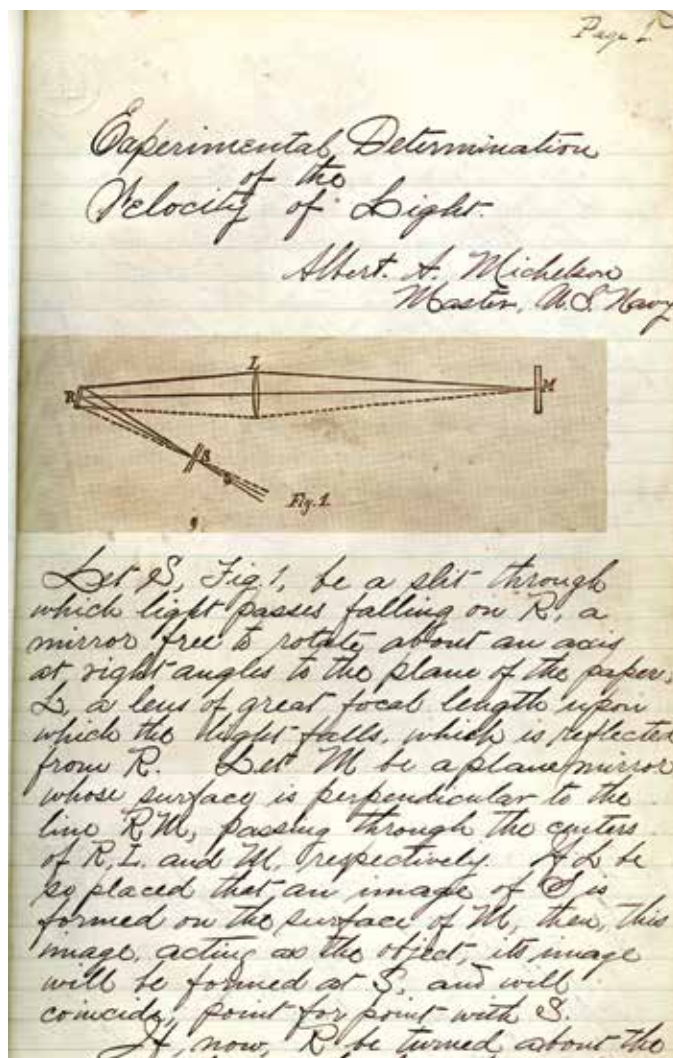 Page 1.
Experimental Determination
of the
Velocity of Light.
Albert. A. Michelson
Master, U.S. Navy
L
R
M
S
Fig. 1.
Let S, Fig. 1, be a slit through
which light passes falling on R, a
mirror free to rotate about an axis
at right angles to the plane of the paper;
L, a lens of great focal length upon
which the light falls, which is reflected
from R. Let M be a plane mirror
whose surface is perpendicular to the
line R M, passing through the centers
of R, L. and M, respectively. If L be
so placed that an image of S is
formed on the surface of M, then, this
image, acting as the object, its image
will be formed at S, and will
coincide, point for point with S.
If, now, R be turned about the